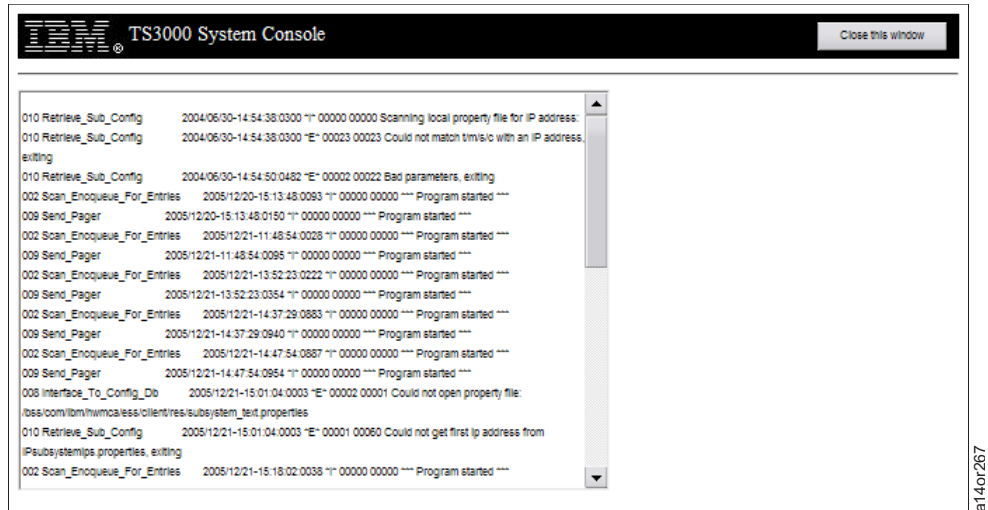 IBM® TS3000 System Console
Close this window
010 Retrieve_Sub_Config 2004/06/30-14:54:38:0300 ~I~ 00000 00000 Scanning local property file for IP address:
010 Retrieve_Sub_Config 2004/06/30-14:54:38:0300 ~E~ 00023 00023 Could not match t/m/s/c with an IP address,
exiting
010 Retrieve_Sub_Config 2004/06/30-14:54:50:0482 ~E~ 00002 00022 Bad parameters, exiting
002 Scan_Encqueue_For_Entries 2005/12/20-15:13:48:0093 ~I~ 00000 00000 *** Program started ***
009 Send_Pager 2005/12/20-15:13:48:0150 ~I~ 00000 00000 *** Program started ***
002 Scan_Encqueue_For_Entries 2005/12/21-11:48:54:0028 ~I~ 00000 00000 *** Program started ***
009 Send_Pager 2005/12/21-11:48:54:0095 ~I~ 00000 00000 *** Program started ***
002 Scan_Encqueue_For_Entries 2005/12/21-13:52:23:0222 ~I~ 00000 00000 *** Program started ***
009 Send_Pager 2005/12/21-13:52:23:0354 ~I~ 00000 00000 *** Program started ***
002 Scan_Encqueue_For_Entries 2005/12/21-14:37:29:0883 ~I~ 00000 00000 *** Program started ***
009 Send_Pager 2005/12/21-14:37:29:0940 ~I~ 00000 00000 *** Program started ***
002 Scan_Encqueue_For_Entries 2005/12/21-14:47:54:0887 ~I~ 00000 00000 *** Program started ***
009 Send_Pager 2005/12/21-14:47:54:0954 ~I~ 00000 00000 *** Program started ***
008 Interface_To_Config_Db 2005/12/21-15:01:04:0003 ~E~ 00002 00001 Could not open property file:
/bss/com/ibm/hwmca/ess/client/res/subsystem_text.properties
010 Retrieve_Sub_Config 2005/12/21-15:01:04:0003 ~E~ 00001 00060 Could not get first ip address from
IPsubsystemips.properties, exiting
002 Scan_Encqueue_For_Entries 2005/12/21-15:18:02:0038 ~I~ 00000 00000 *** Program started ***
a14or267